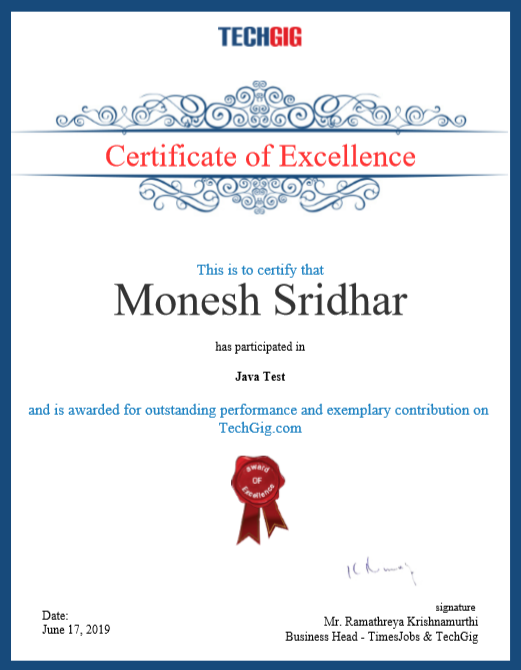 TECHGIG
Certificate of Excellence
This is to certify that
Monesh Sridhar
has participated in
Java Test
and is awarded for outstanding performance and exemplary contribution on
TechGig.com
award
OF
Excellence
signature
Date:
Mr. Ramathreya Krishnamurthi
June 17, 2019
Business Head - TimesJobs & TechGig